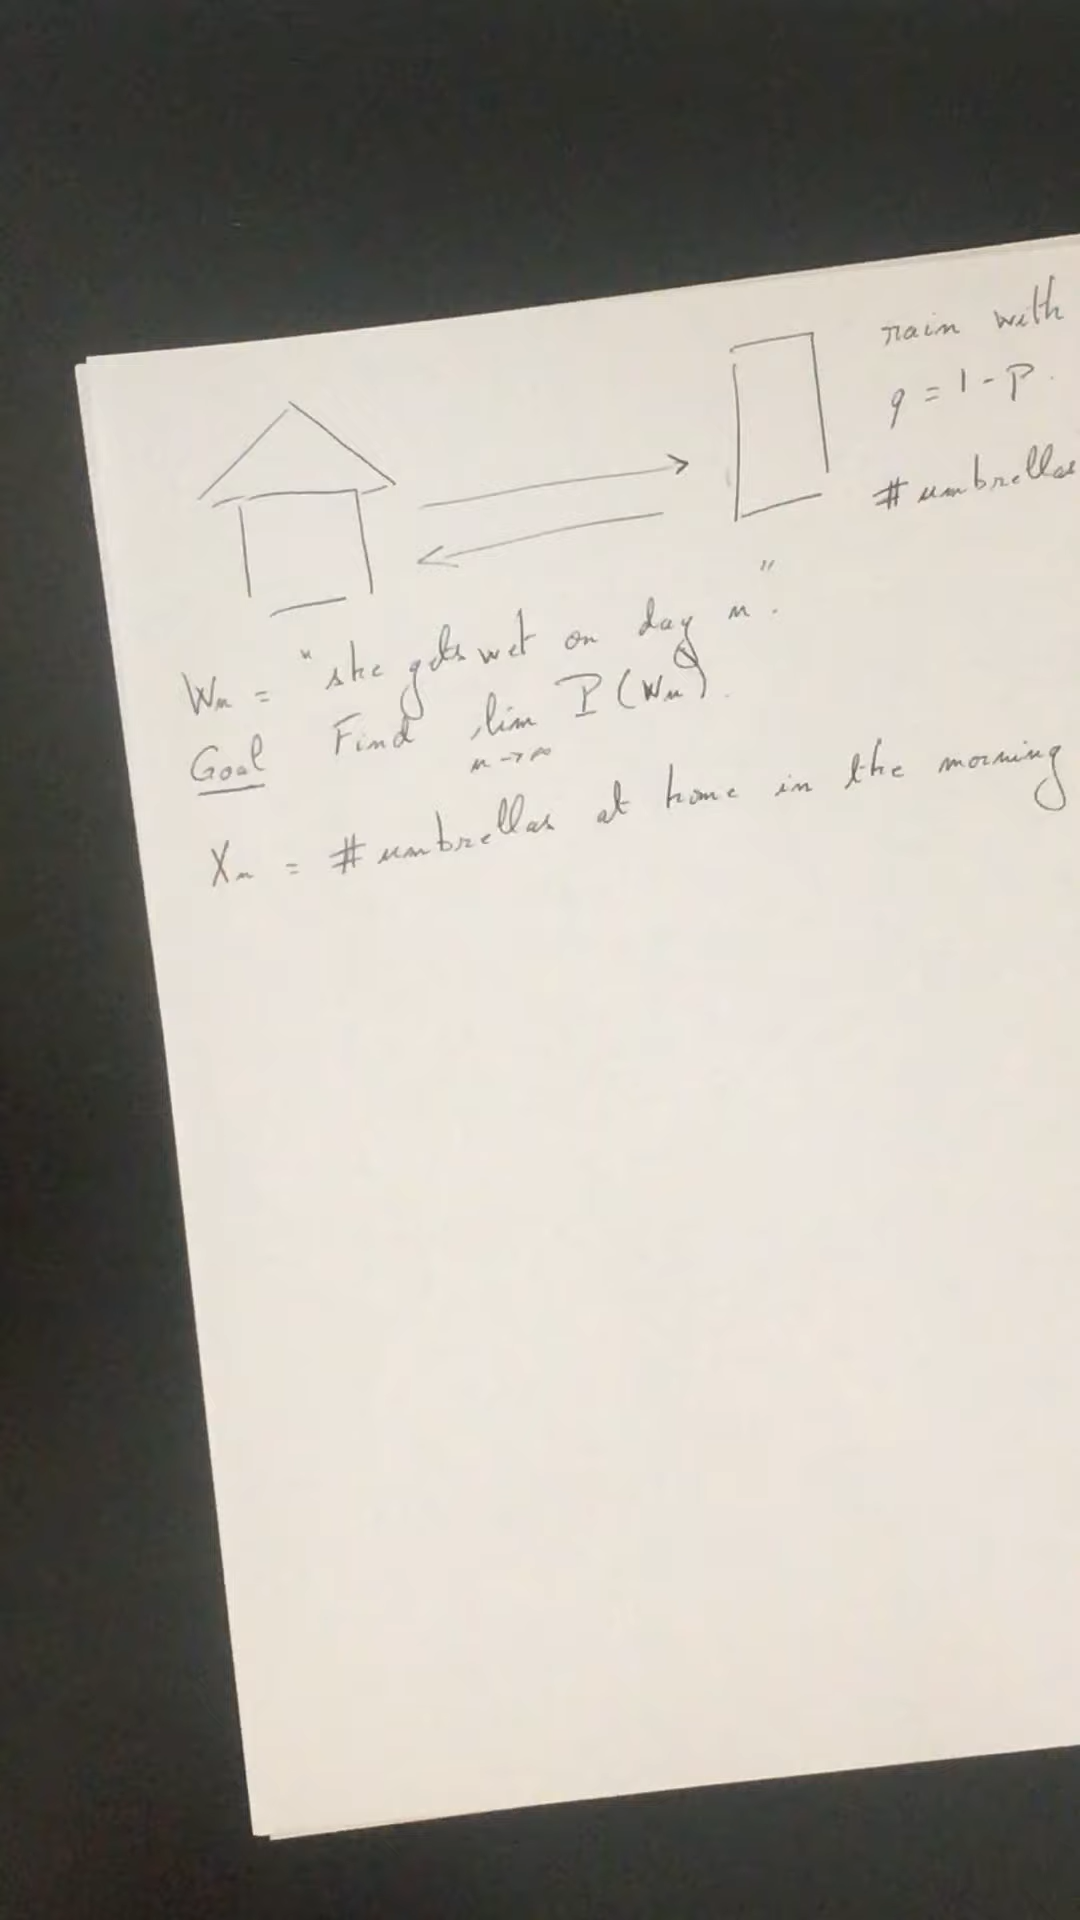 rain with
q = 1 - p.
# umbrellas
Wn = "she gets wet on day n".
Goal Find lim P(Wn).
n→∞
Xn = # umbrellas at home in the morning